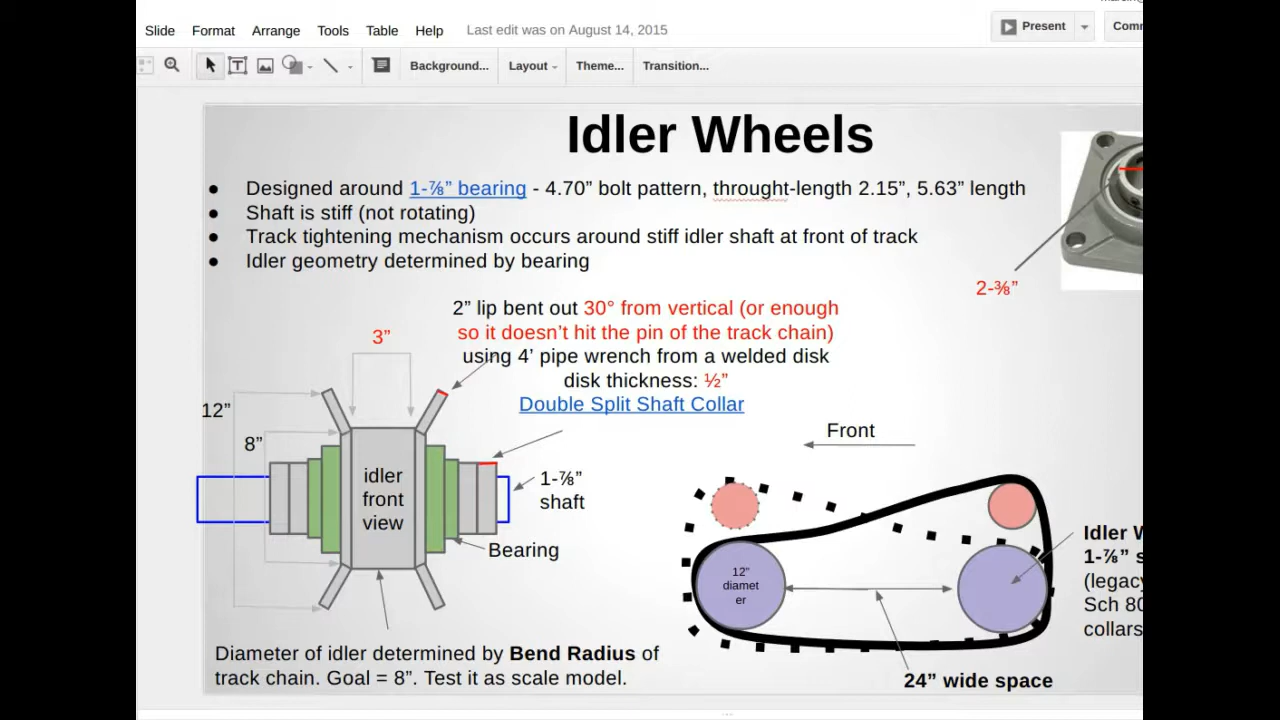 Slide Format Arrange Tools Table Help Last edit was on August 14, 2015 Present
Background... Layout Theme... Transition...
Idler Wheels
● Designed around 1-⅞” bearing - 4.70” bolt pattern, throught-length 2.15”, 5.63” length
● Shaft is stiff (not rotating)
● Track tightening mechanism occurs around stiff idler shaft at front of track
● Idler geometry determined by bearing
2-⅜”
2” lip bent out 30° from vertical (or enough
so it doesn’t hit the pin of the track chain)
using 4’ pipe wrench from a welded disk
disk thickness: ½”
Double Split Shaft Collar
3”
12”
8”
idler
front
view
1-⅞”
shaft
Bearing
Diameter of idler determined by Bend Radius of
track chain. Goal = 8”. Test it as scale model.
Front
12”
diamet
er
24” wide space
Idler W
1-⅞” s
(legacy
Sch 80
collars